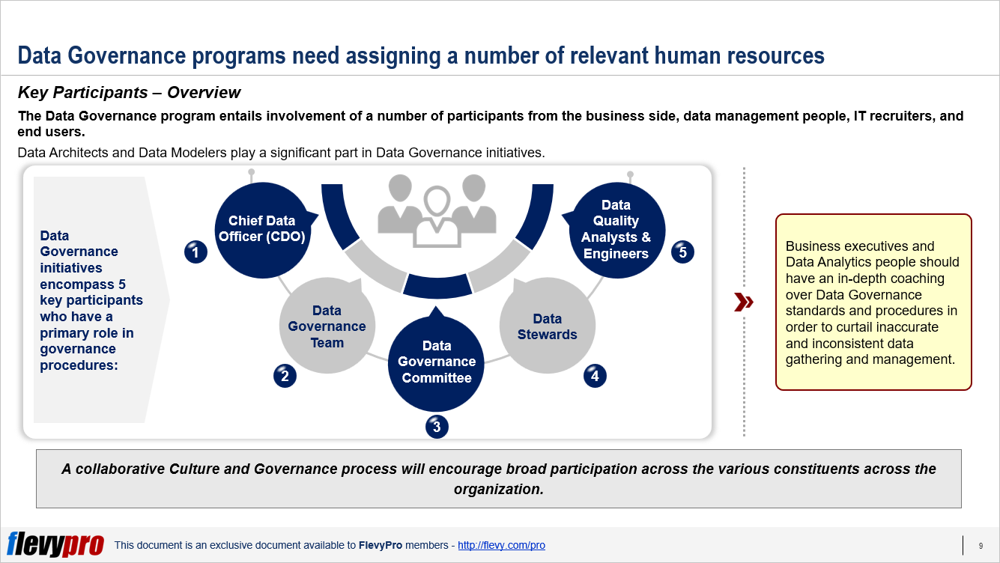 Data Governance programs need assigning a number of relevant human resources
Key Participants – Overview
The Data Governance program entails involvement of a number of participants from the business side, data management people, IT recruiters, and
end users.
Data Architects and Data Modelers play a significant part in Data Governance initiatives.
Data
Governance
initiatives
encompass 5
key participants
who have a
primary role in
governance
procedures:
Chief Data
Officer (CDO)
1
Data
Governance
Team
2
Data
Governance
Committee
3
Data
Stewards
4
Data
Quality
Analysts &
Engineers
5
Business executives and
Data Analytics people should
have an in-depth coaching
over Data Governance
standards and procedures in
order to curtail inaccurate
and inconsistent data
gathering and management.
A collaborative Culture and Governance process will encourage broad participation across the various constituents across the
organization.
flevypro
This document is an exclusive document available to FlevyPro members - http://flevy.com/pro
9